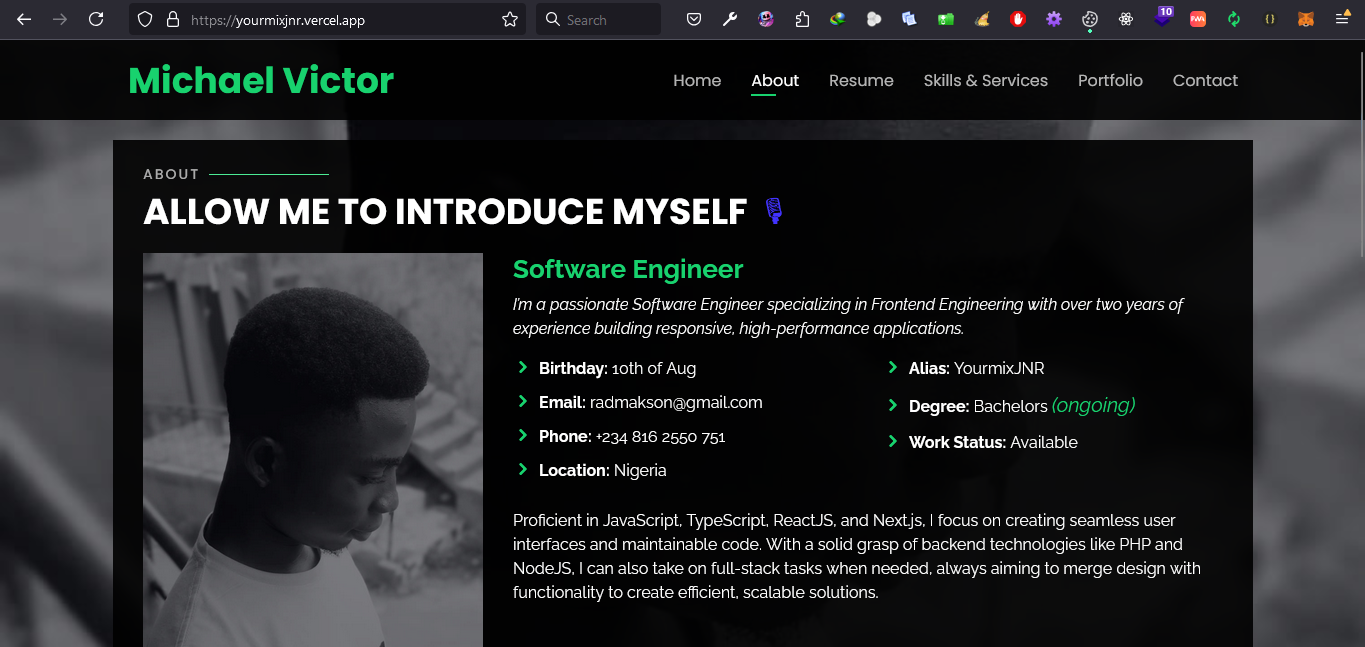 https://yourmixjnr.vercel.app
Search
10
PWA
Michael Victor
Home About Resume Skills & Services Portfolio Contact
ABOUT
ALLOW ME TO INTRODUCE MYSELF
Software Engineer
I'm a passionate Software Engineer specializing in Frontend Engineering with over two years of
experience building responsive, high-performance applications.
Birthday: 10th of Aug
Email: radmakson@gmail.com
Phone: +234 816 2550 751
Location: Nigeria
Alias: YourmixJNR
Degree: Bachelors (ongoing)
Work Status: Available
Proficient in JavaScript, TypeScript, ReactJS, and Next.js, I focus on creating seamless user
interfaces and maintainable code. With a solid grasp of backend technologies like PHP and
NodeJS, I can also take on full-stack tasks when needed, always aiming to merge design with
functionality to create efficient, scalable solutions.